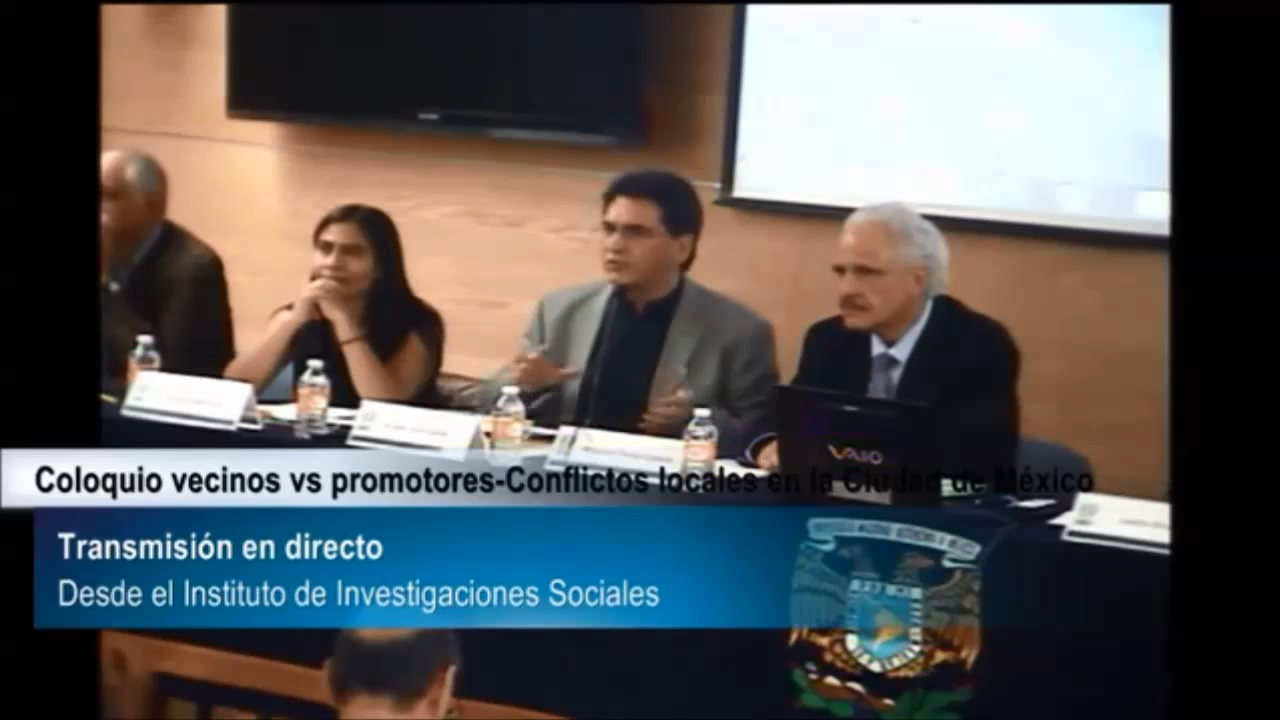 VAIO
Coloquio vecinos vs promotores-Conflictos locales en la Ciudad de México
Transmisión en directo
Desde el Instituto de Investigaciones Sociales